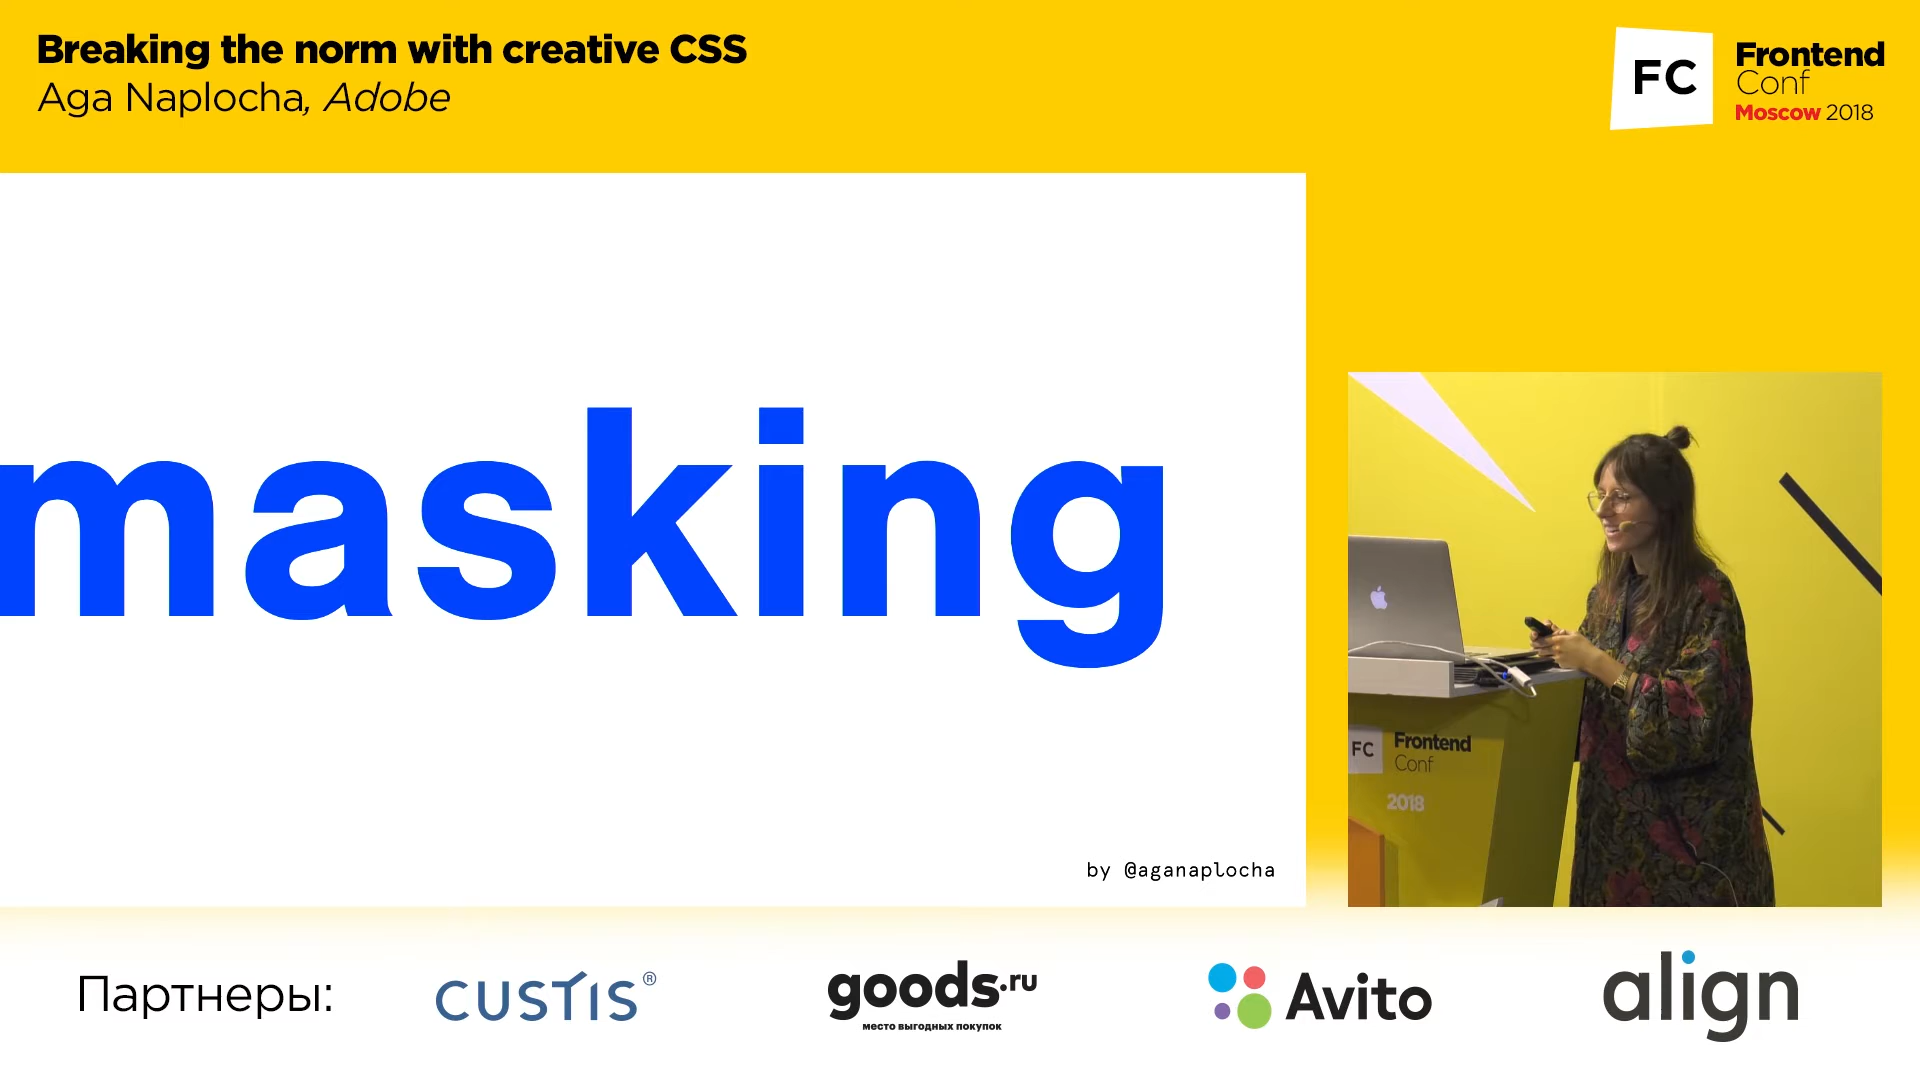 Breaking the norm with creative CSS
Aga Naplocha, Adobe
FC
Frontend
Conf
Moscow 2018
masking
by @aganaplocha
FC
Frontend
Conf
2018
Партнеры:
CUSTIS®
goods.ru
место выгодных покупок
Avito
align